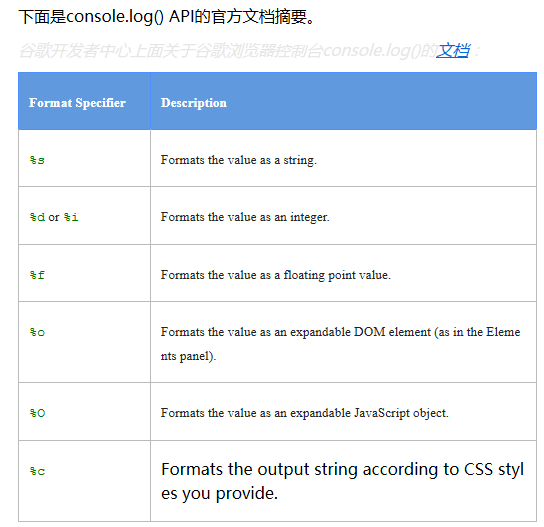 下面是console.log() API的官方文档摘要。
谷歌开发者中心上面关于谷歌浏览器控制台console.log()的文档：
Format Specifier Description
%s Formats the value as a string.
%d or %i Formats the value as an integer.
%f Formats the value as a floating point value.
%o Formats the value as an expandable DOM element (as in the Eleme
nts panel).
%O Formats the value as an expandable JavaScript object.
%c Formats the output string according to CSS styl
es you provide.